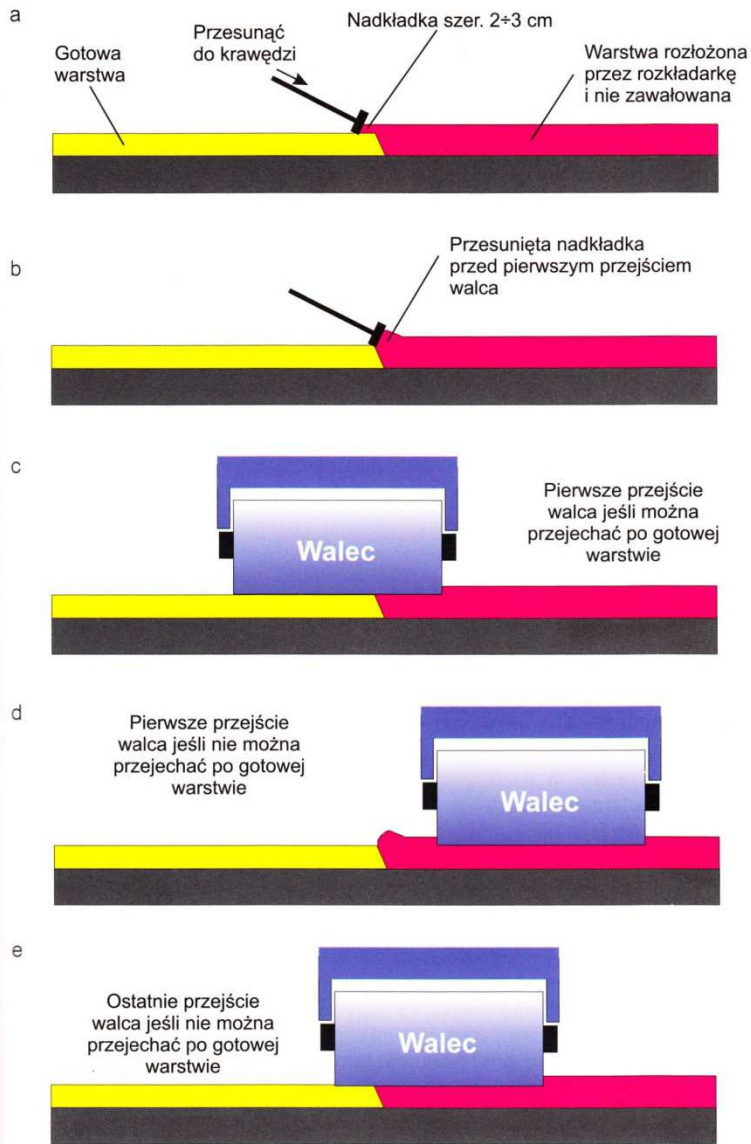 a
Gotowa
warstwa
Przesunąć
do krawędzi
Nadkładka szer. 2÷3 cm
Warstwa rozłożona
przez rozkładarkę
i nie zawałowana
b
Przesunięta nadkładka
przed pierwszym przejściem
walca
c
Walec
Pierwsze przejście
walca jeśli można
przejechać po gotowej
warstwie
d
Pierwsze przejście
walca jeśli nie można
przejechać po gotowej
warstwie
Walec
e
Ostatnie przejście
walca jeśli nie można
przejechać po gotowej
warstwie
Walec